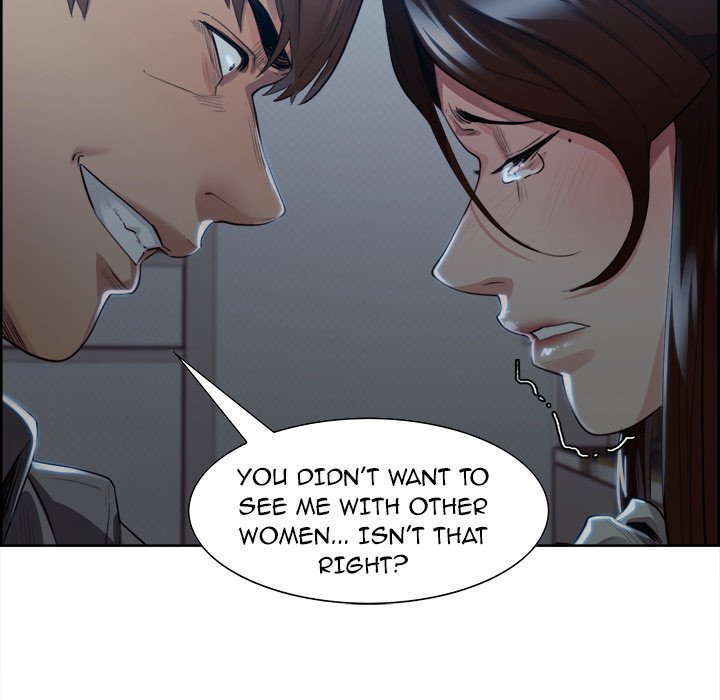 YOU DIDN'T WANT TO
SEE ME WITH OTHER
WOMEN... ISN'T THAT
RIGHT?